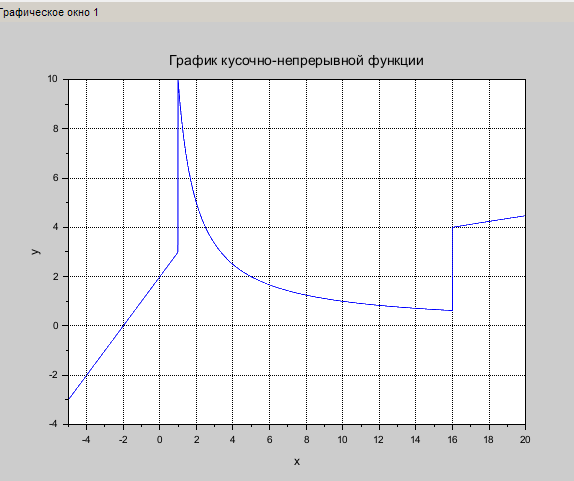 Графическое окно 1
График кусочно-непрерывной функции
10
8
6
4
2
0
-2
-4
y
-4 -2 0 2 4 6 8 10 12 14 16 18 20
x